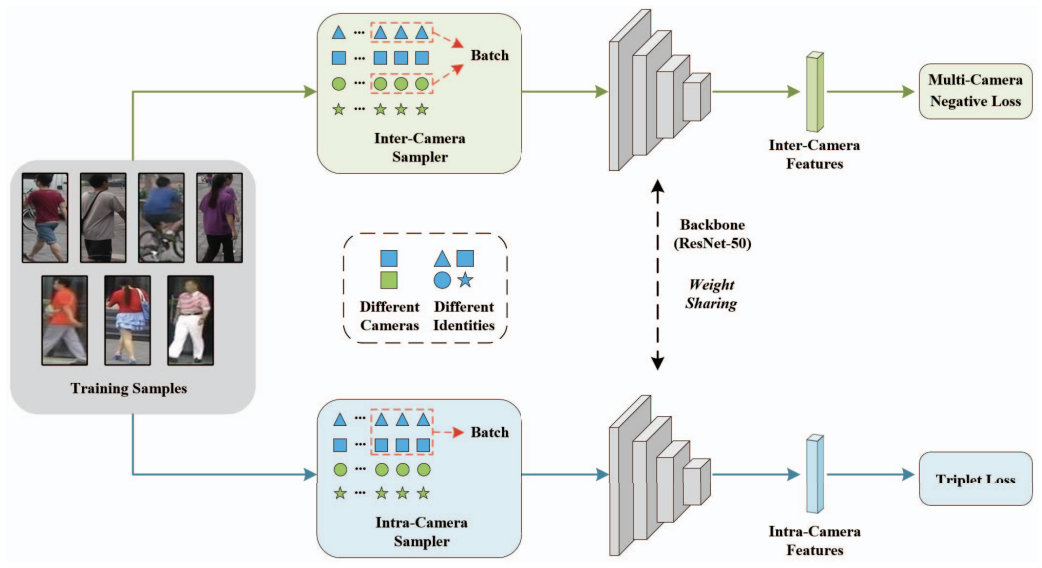 Batch
Inter-Camera
Sampler
Inter-Camera
Features
Multi-Camera
Negative Loss
Training Samples
Different
Cameras
Different
Identities
Backbone
(ResNet-50)
Weight
Sharing
Batch
Intra-Camera
Sampler
Intra-Camera
Features
Triplet Loss